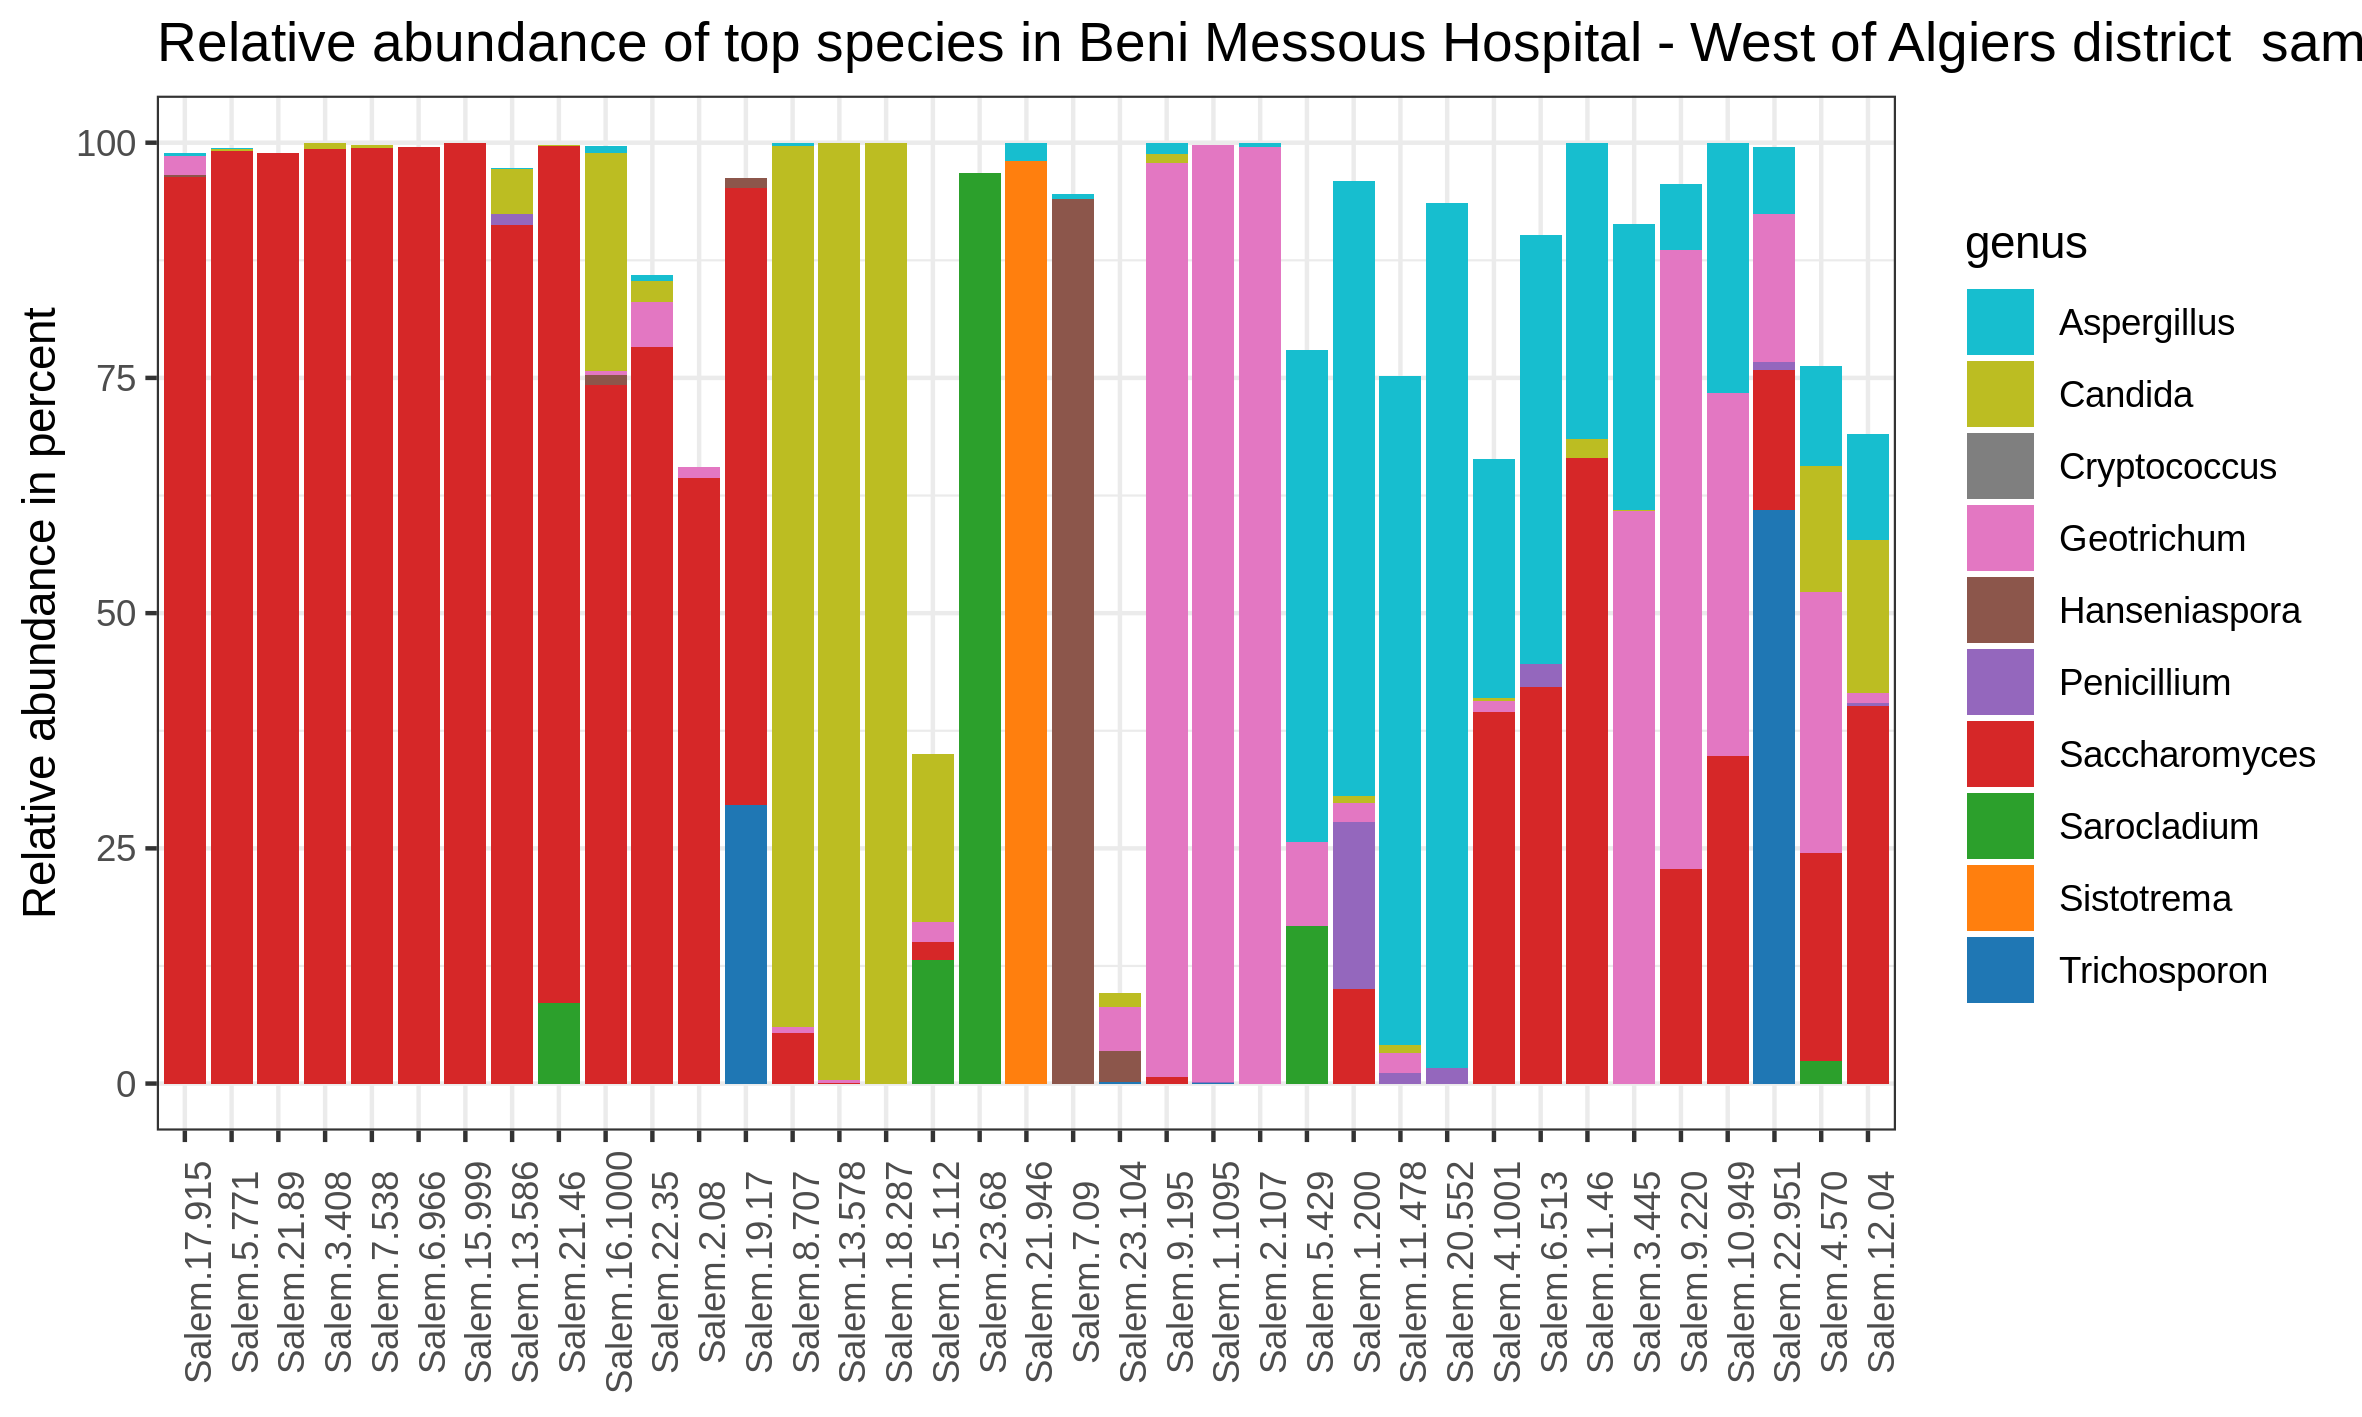 Relative abundance of top species in Beni Messous Hospital - West of Algiers district  sam
Relative abundance in percent
100
75
50
25
0
Salem.17.915
Salem.5.771
Salem.21.89
Salem.3.408
Salem.7.538
Salem.6.966
Salem.15.999
Salem.13.586
Salem.21.46
Salem.16.1000
Salem.22.35
Salem.2.08
Salem.19.17
Salem.8.707
Salem.13.578
Salem.18.287
Salem.15.112
Salem.23.68
Salem.21.946
Salem.7.09
Salem.23.104
Salem.9.195
Salem.1.1095
Salem.2.107
Salem.5.429
Salem.1.200
Salem.11.478
Salem.20.552
Salem.4.1001
Salem.6.513
Salem.11.46
Salem.3.445
Salem.9.220
Salem.10.949
Salem.22.951
Salem.4.570
Salem.12.04
genus
Aspergillus
Candida
Cryptococcus
Geotrichum
Hanseniaspora
Penicillium
Saccharomyces
Sarocladium
Sistotrema
Trichosporon